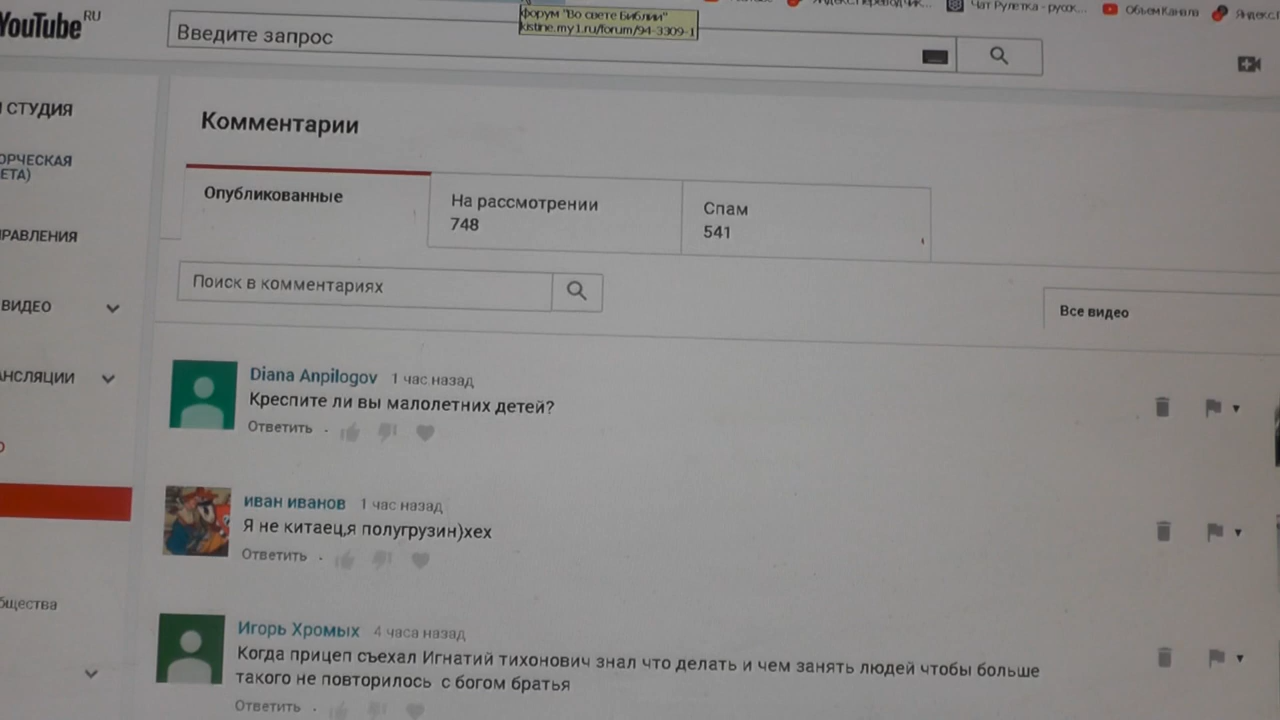 форум "Во свете Библии"
Чат Рулетка - русск...
Объем Канала
YouTube RU
Введите запрос
СТУДИЯ
Комментарии
Опубликованные
На рассмотрении
748
Спам
541
ВИДЕО
Поиск в комментариях
Все видео
Diana Anpilogov 1 час назад
Креспите ли вы малолетних детей?
Ответить
иван иванов 1 час назад
Я не китаец,я полугрузин)хех
Ответить
Игорь Хромых 4 часа назад
Когда прицеп съехал Игнатий тихонович знал что делать и чем занять людей чтобы больше
такого не повторилось с богом братья
Ответить